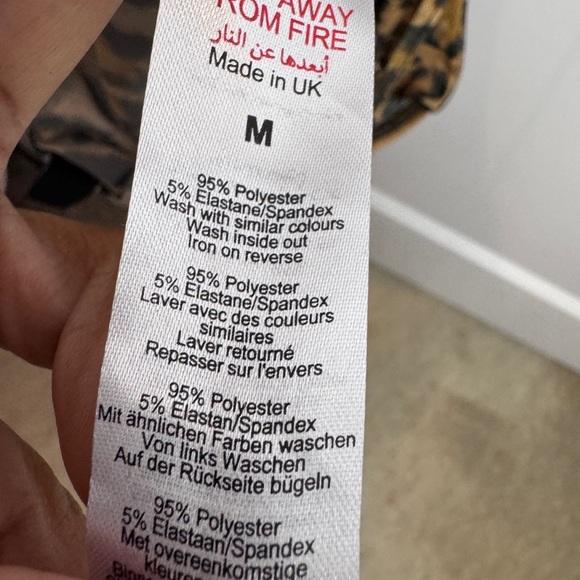 AWAY
FROM FIRE
أبعدها عن النار
Made in UK
M
95% Polyester
5% Elastane/Spandex
Wash with similar colours
Wash inside out
Iron on reverse
95% Polyester
5% Elastane/Spandex
Laver avec des couleurs
similaires
Laver retourné
Repasser sur l'envers
95% Polyester
5% Elastan/Spandex
Mit ähnlichen Farben waschen
Von links Waschen
Auf der Rückseite bügeln
95% Polyester
5% Elastaan/Spandex
Met overeenkomstige